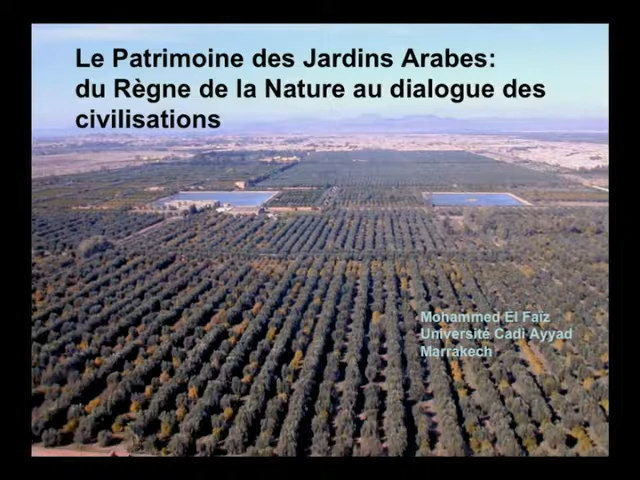 Le Patrimoine des Jardins Arabes:
du Règne de la Nature au dialogue des
civilisations
Mohammed El Faïz
Université Cadi Ayyad
Marrakech